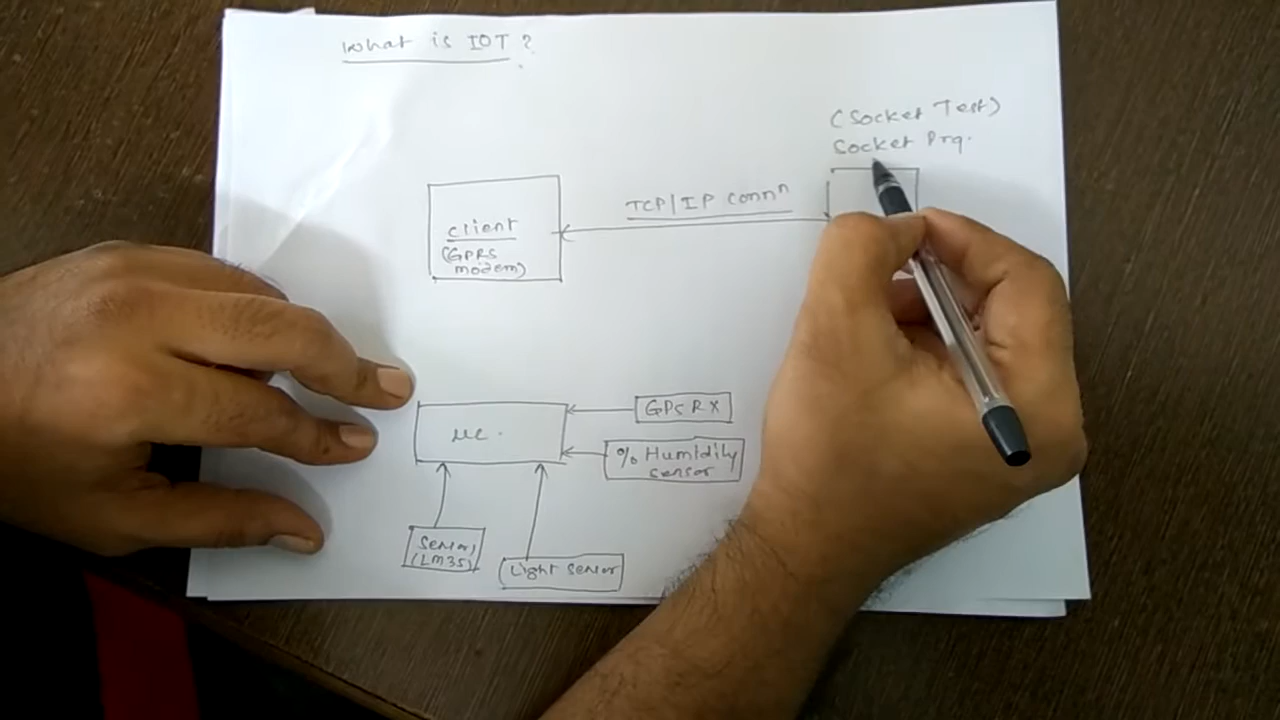 What is IOT?
(Socket Test)
Socket Prg.
TCP/IP Connⁿ
client
(GPRS
modem)
GPS RX
μc.
% Humidity
sensor
Sensor,
(LM35)
Light sensor